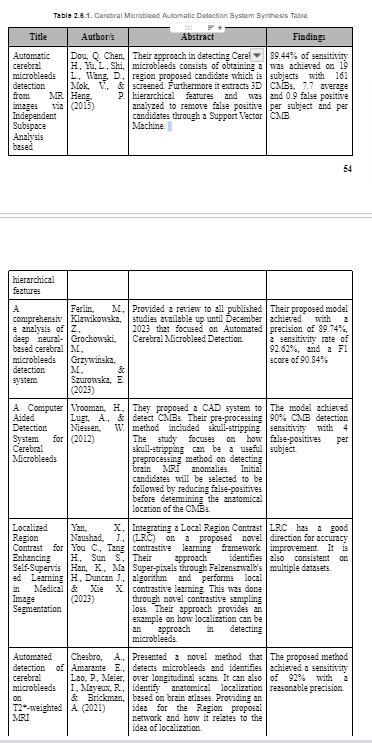 Table 2.6.1. Cerebral Microbleed Automatic Detection System Synthesis Table
Title
Author/s
Abstract
Findings
Automatic
cerebral
microbleeds
detection
from MR
images via
Independent
Subspace
Analysis
based
Dou, Q. Chen,
H., Yu, L., Shi,
L., Wang, D.,
Mok, V., &
Heng, P.
(2015)
Their approach in detecting Cerel
microbleeds consists of obtaining a
region proposed candidate which is
screened. Furthermore it extracts 3D
hierarchical features and was
analyzed to remove false positive
candidates through a Support Vector
Machine.
89.44% of sensitivity
was achieved on 19
subjects with 161
CMBs, 7.7 average
and 0.9 false positive
per subject and per
CMB.
54
hierarchical
features
A
comprehensiv
e analysis of
deep neural-
based cerebral
microbleeds
detection
system
Ferlin, M.,
Klawikowska,
Z.,
Grochowski,
M.,
Grzywińska,
M., &
Szurowska, E.
(2023)
Provided a review to all published
studies available up until December
2023 that focused on Automated
Cerebral Microbleed Detection.
Their proposed model
achieved with a
precision of 89.74%,
a sensitivity rate of
92.62%, and a F1
score of 90.84%
A Computer
Aided
Detection
System for
Cerebral
Microbleeds
Vrooman, H.,
Lugt, A., &
Niessen, W.
(2012)
They proposed a CAD system to
detect CMBs. Their pre-processing
method included skull-stripping.
The study focuses on how
skull-stripping can be a useful
preprocessing method on detecting
brain MRI anomalies. Initial
candidates will be selected to be
followed by reducing false-positives
before determining the anatomical
location of the CMBs.
The model achieved
90% CMB detection
sensitivity with 4
false-positives per
subject.
Localized
Region
Contrast for
Enhancing
Self-Supervis
ed Learning
in Medical
Image
Segmentation
Yan, X.,
Naushad, J.,
You C., Tang
H., Sun S.,
Han, K., Ma
H., Duncan J.,
& Xie X.
(2023)
Integrating a Local Region Contrast
(LRC) on a proposed novel
contrastive learning framework.
Their approach identifies
Super-pixels through Felzenszwalb's
algorithm and performs local
contrastive learning. This was done
through novel contrastive sampling
loss. Their approach provides an
example on how localization can be
an approach in detecting
microbleeds.
LRC has a good
direction for accuracy
improvement. It is
also consistent on
multiple datasets.
Automated
detection of
cerebral
microbleeds
on
T2*-weighted
MRI
Chesbro, A.,
Amarante E.,
Lao, P., Meier,
I., Mayeux, R.,
& Brickman,
A. (2021)
Presented a novel method that
detects microbleeds and identifies
over longitudinal scans. It can also
identify anatomical localization
based on brain atlases. Providing an
idea for the Region proposal
network and how it relates to the
idea of localization.
The proposed method
achieved a sensitivity
of 92% with a
reasonable precision.